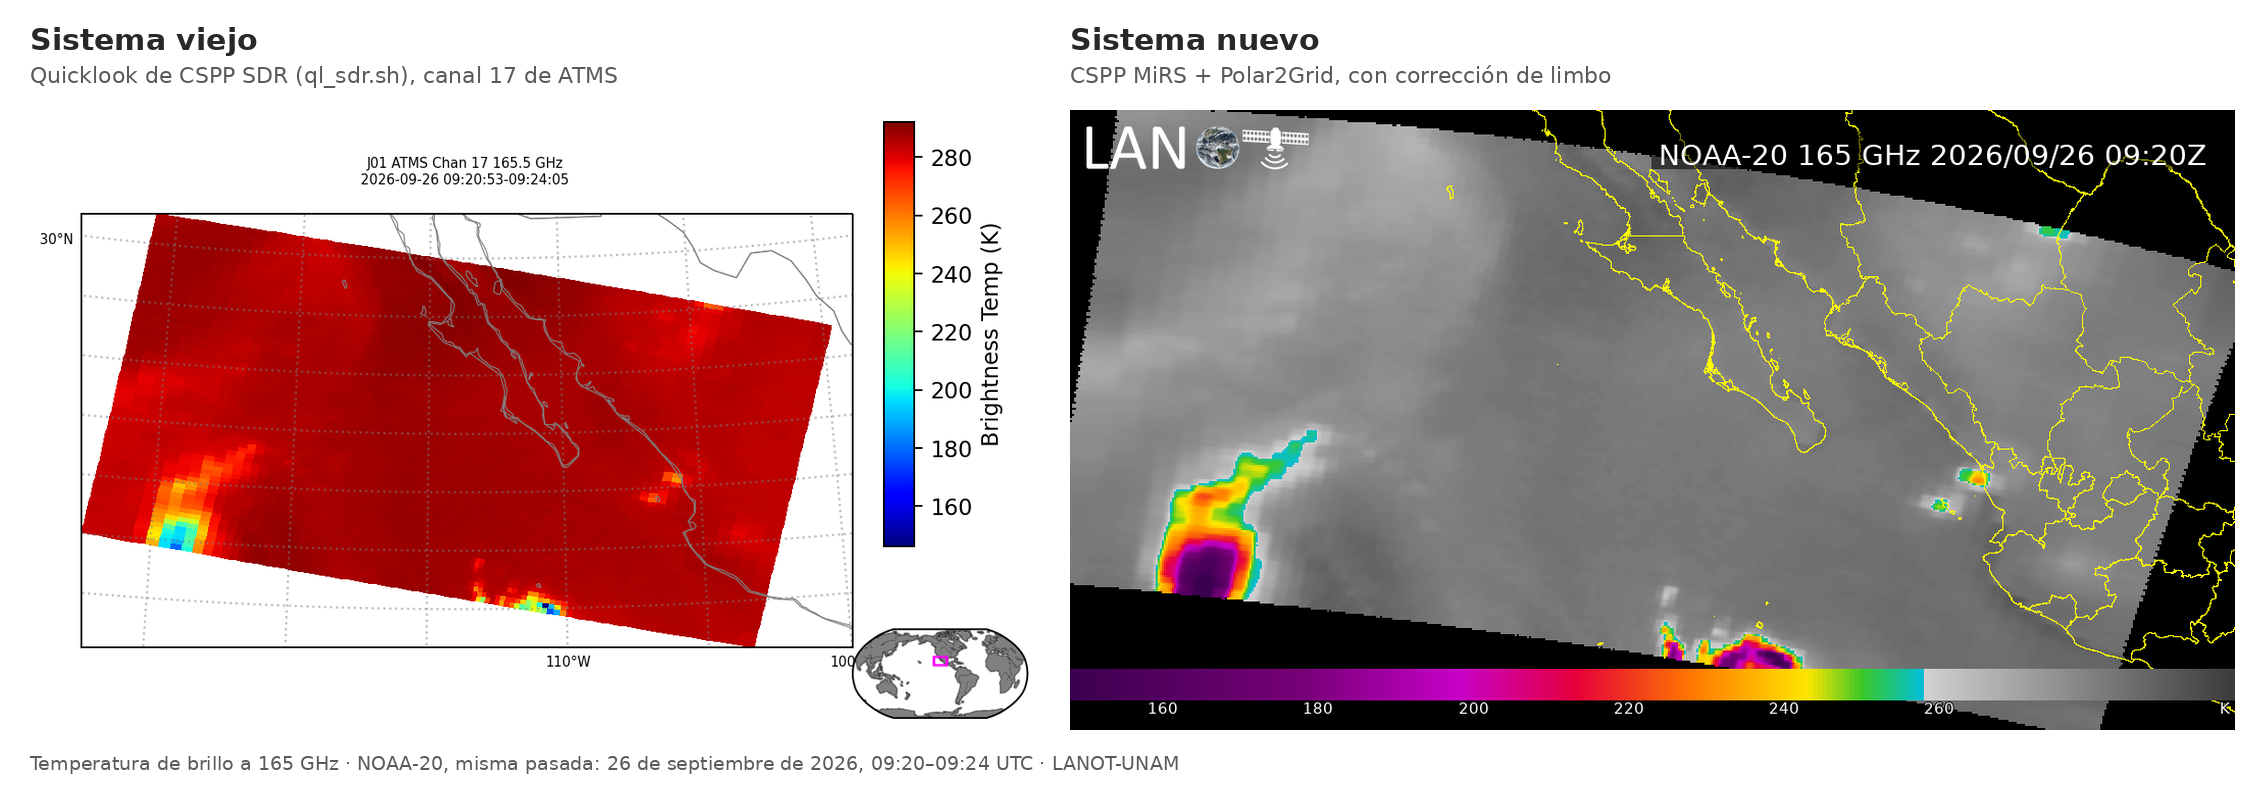 Sistema viejo
Quicklook de CSPP SDR (ql_sdr.sh), canal 17 de ATMS
J01 ATMS Chan 17 165.5 GHz
2026-09-26 09:20:53-09:24:05
30°N
110°W
100
280
260
240
220
200
180
160
Brightness Temp (K)
Sistema nuevo
CSPP MiRS + Polar2Grid, con corrección de limbo
LAN
NOAA-20 165 GHz 2026/09/26 09:20Z
160 180 200 220 240 260 K
Temperatura de brillo a 165 GHz · NOAA-20, misma pasada: 26 de septiembre de 2026, 09:20–09:24 UTC · LANOT-UNAM